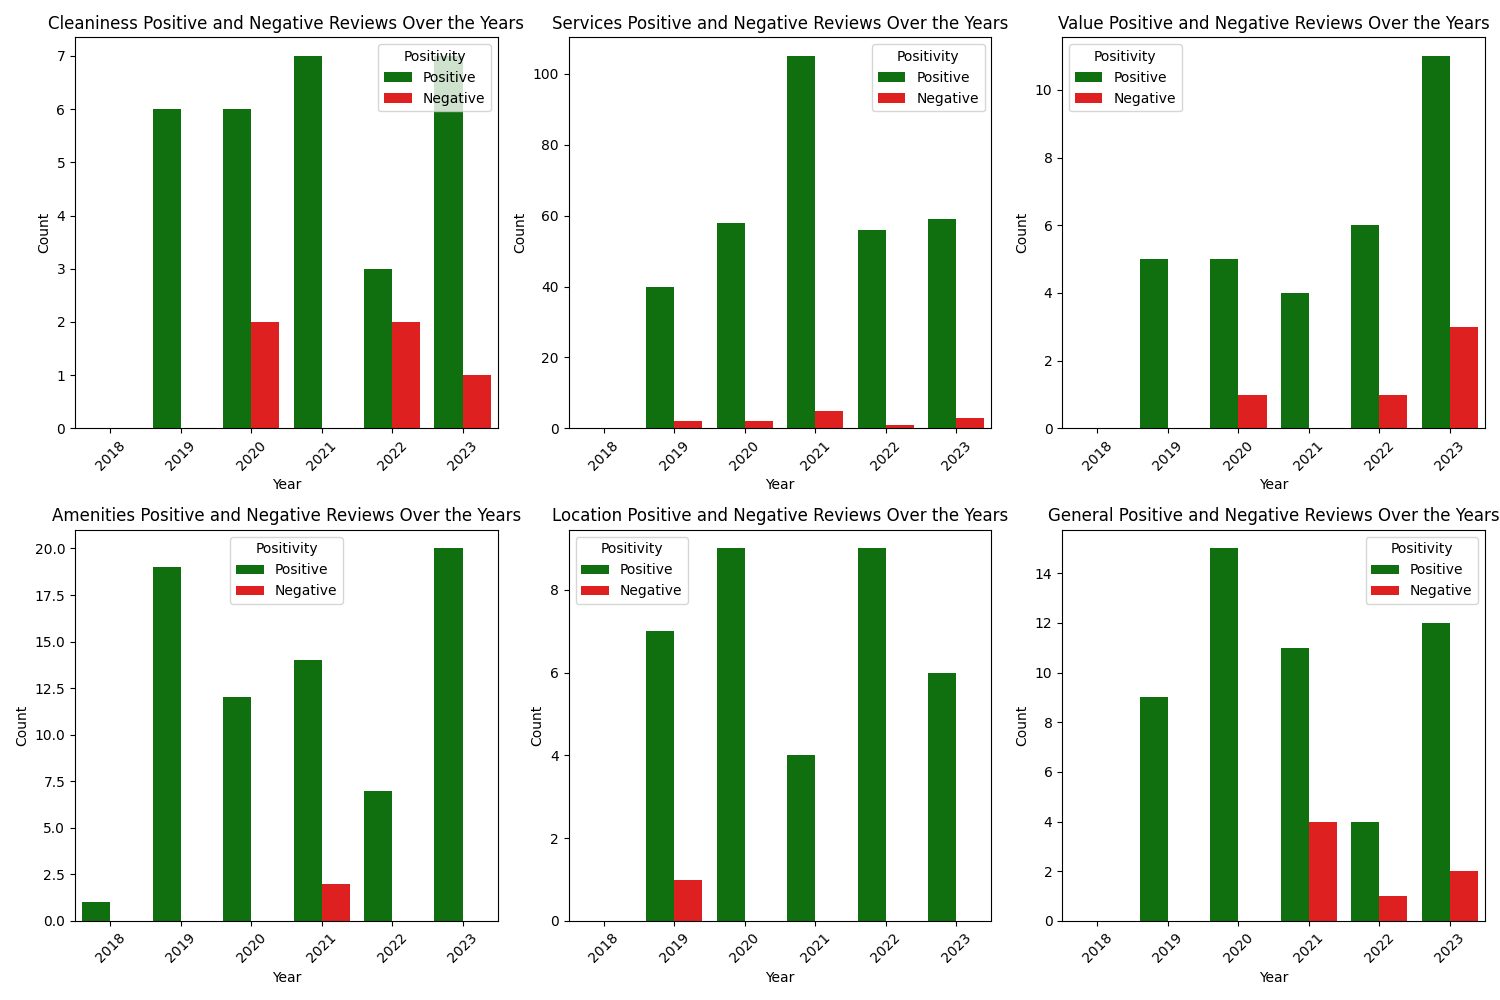 Cleaniness Positive and Negative Reviews Over the Years
Positivity
Positive
Negative
7
6
5
4
3
2
1
0
Count
2018
2019
2020
2021
2022
2023
Year
Services Positive and Negative Reviews Over the Years
Positivity
Positive
Negative
100
80
60
40
20
0
Count
2018
2019
2020
2021
2022
2023
Year
Value Positive and Negative Reviews Over the Years
Positivity
Positive
Negative
10
8
6
4
2
0
Count
2018
2019
2020
2021
2022
2023
Year
Amenities Positive and Negative Reviews Over the Years
Positivity
Positive
Negative
20.0
17.5
15.0
12.5
10.0
7.5
5.0
2.5
0.0
Count
2018
2019
2020
2021
2022
2023
Year
Location Positive and Negative Reviews Over the Years
Positivity
Positive
Negative
8
6
4
2
0
Count
2018
2019
2020
2021
2022
2023
Year
General Positive and Negative Reviews Over the Years
Positivity
Positive
Negative
14
12
10
8
6
4
2
0
Count
2018
2019
2020
2021
2022
2023
Year